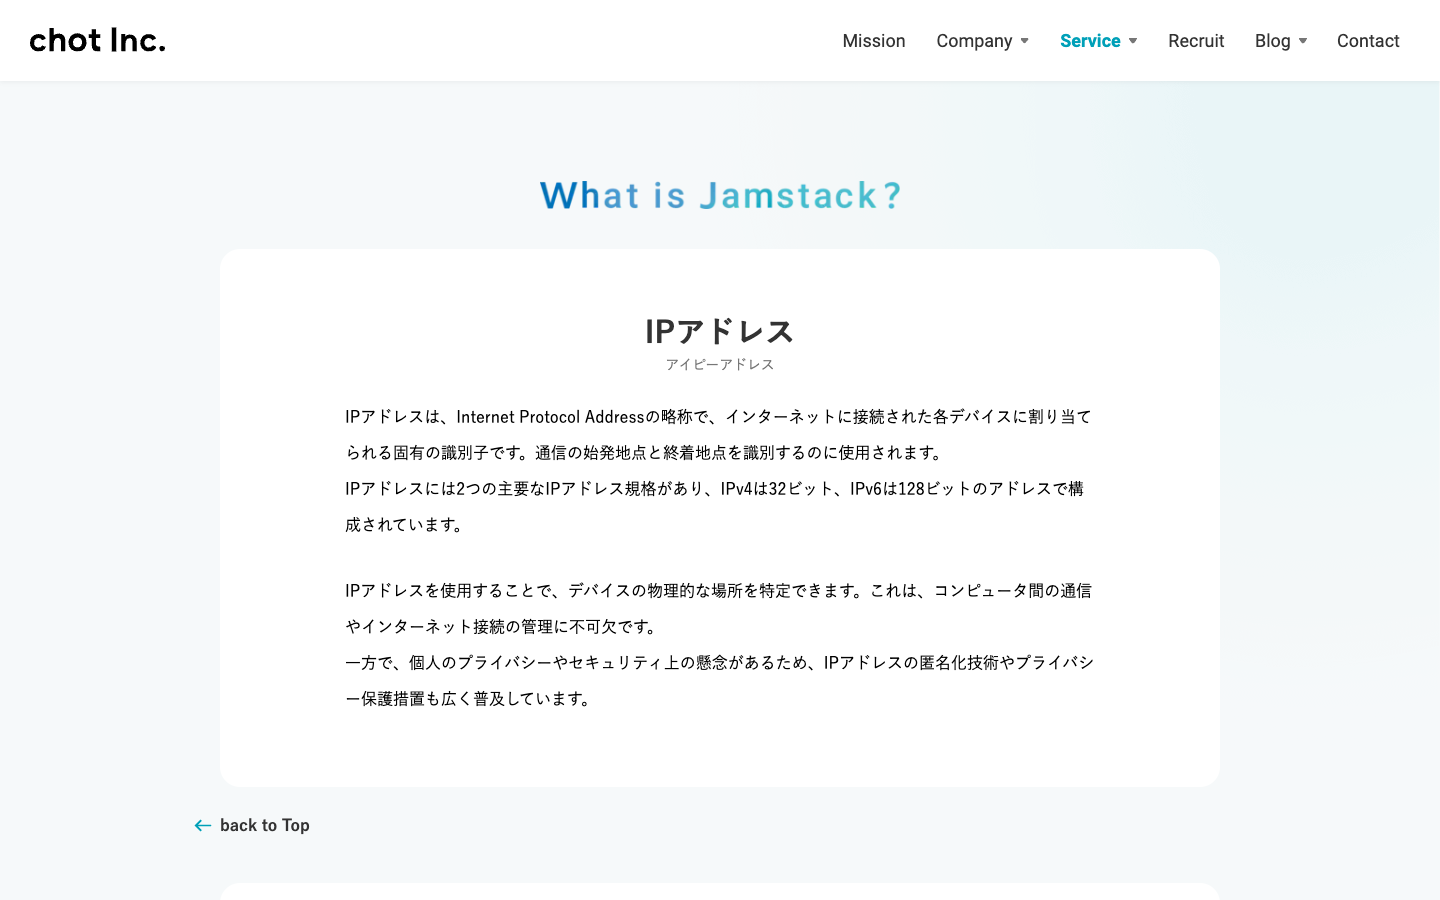 chot Inc.
Mission Company Service Recruit Blog Contact
What is Jamstack?
IPアドレス
アイピーアドレス
IPアドレスは、Internet Protocol Addressの略称で、インターネットに接続された各デバイスに割り当て
られる固有の識別子です。通信の始発地点と終着地点を識別するのに使用されます。
IPアドレスには2つの主要なIPアドレス規格があり、IPv4は32ビット、IPv6は128ビットのアドレスで構
成されています。
IPアドレスを使用することで、デバイスの物理的な場所を特定できます。これは、コンピュータ間の通信
やインターネット接続の管理に不可欠です。
一方で、個人のプライバシーやセキュリティ上の懸念があるため、IPアドレスの匿名化技術やプライバシ
ー保護措置も広く普及しています。
back to Top